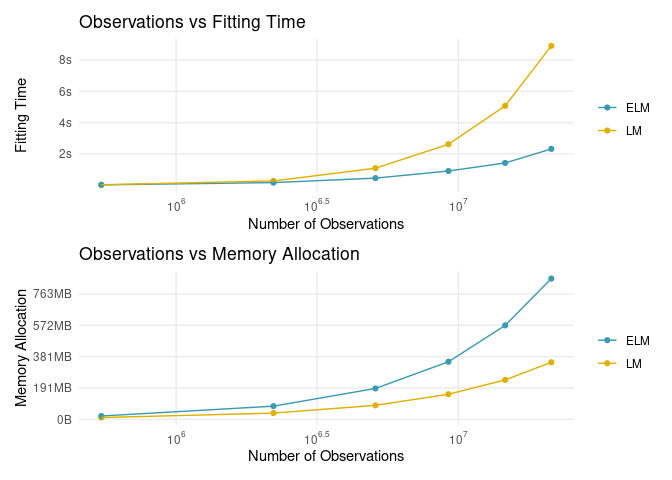 Observations vs Fitting Time
8s
6s
4s
2s
Fitting Time
10^6
10^6.5
10^7
Number of Observations
ELM
LM
Observations vs Memory Allocation
763MB
572MB
381MB
191MB
0B
Memory Allocation
10^6
10^6.5
10^7
Number of Observations
ELM
LM